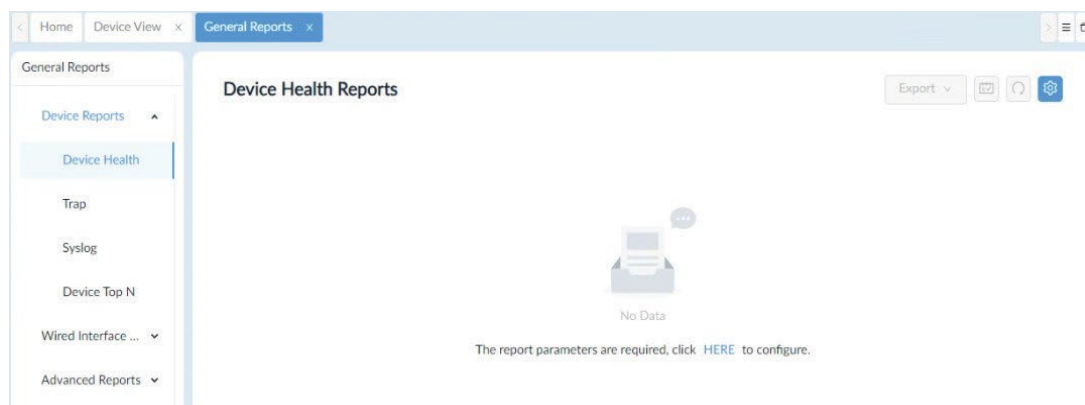 Home
Device View
General Reports
General Reports
Device Reports
Device Health
Trap
Syslog
Device Top N
Wired Interface ...
Advanced Reports
Device Health Reports
Export
No Data
The report parameters are required, click HERE to configure.